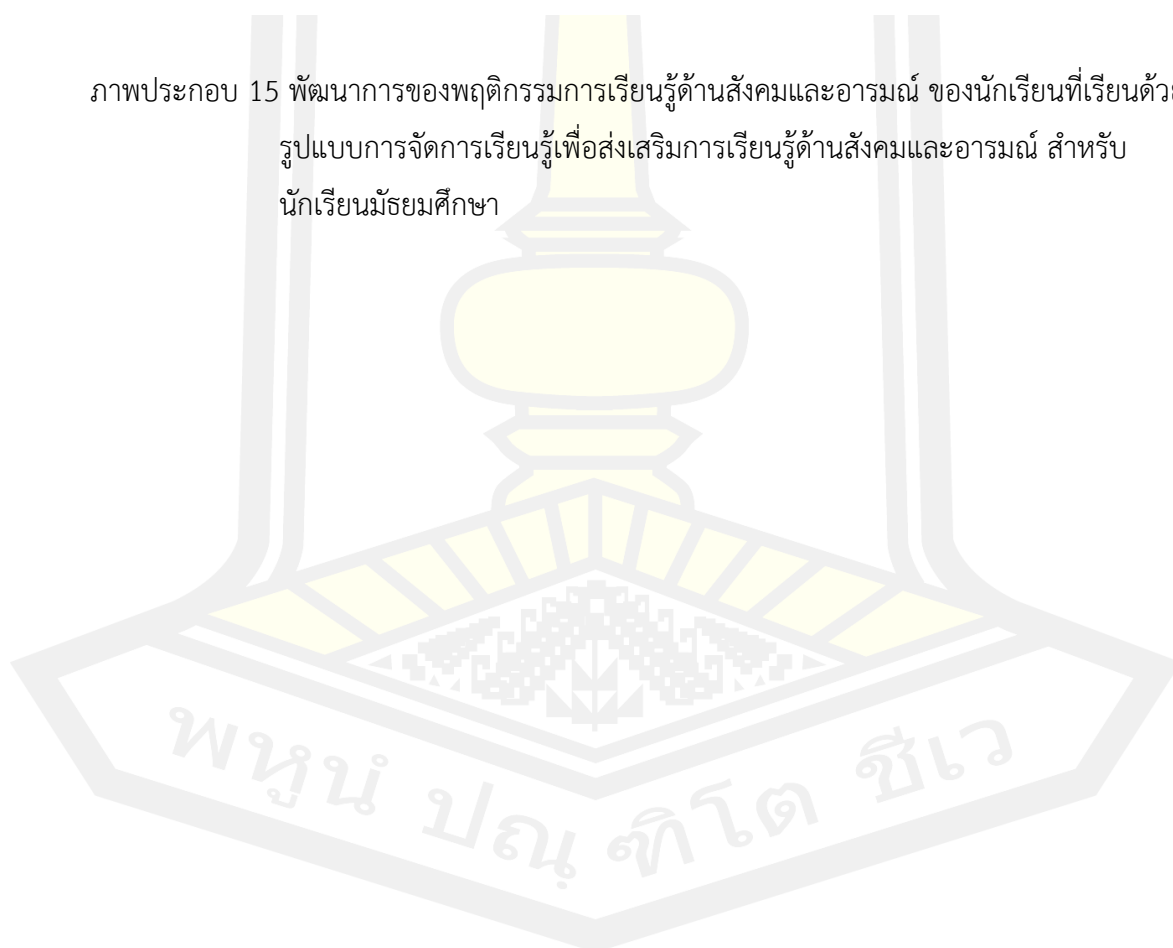 ภาพประกอบ 15 พัฒนาการของพฤติกรรมการเรียนรู้ด้านสังคมและอารมณ์ ของนักเรียนที่เรียนด้วย
รูปแบบการจัดการเรียนรู้เพื่อส่งเสริมการเรียนรู้ด้านสังคมและอารมณ์ สำหรับ
นักเรียนมัธยมศึกษา
พหูนํ ปณฺฑิโต ชีเว